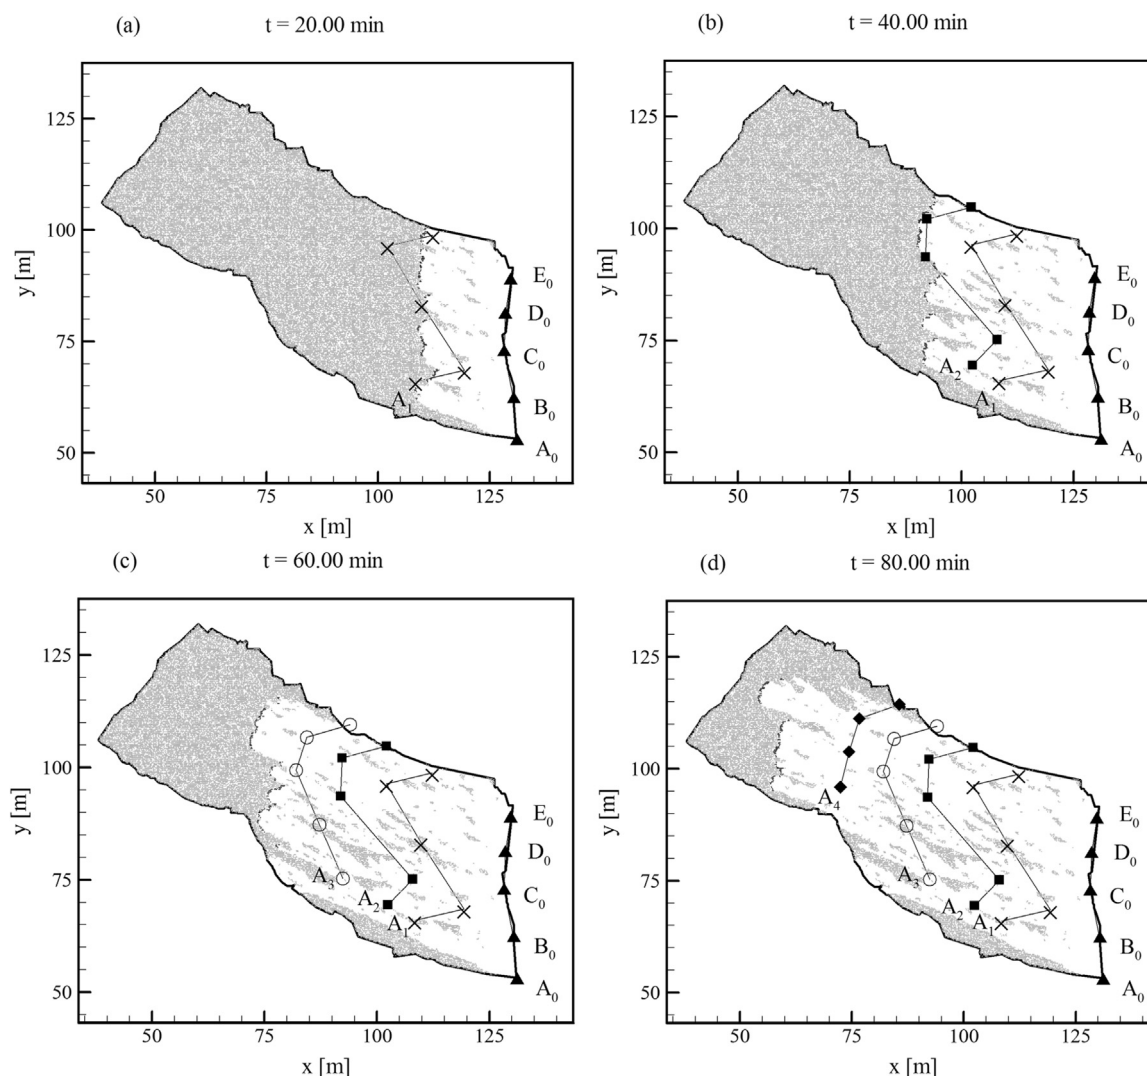 (a) t = 20.00 min
125
100
75
50
y [m]
50 75 100 125
x [m]
A₁
E₀
D₀
C₀
B₀
A₀
(b) t = 40.00 min
125
100
75
50
y [m]
50 75 100 125
x [m]
A₂
A₁
E₀
D₀
C₀
B₀
A₀
(c) t = 60.00 min
125
100
75
50
y [m]
50 75 100 125
x [m]
A₃
A₂
A₁
E₀
D₀
C₀
B₀
A₀
(d) t = 80.00 min
125
100
75
50
y [m]
50 75 100 125
x [m]
A₄
A₃
A₂
A₁
E₀
D₀
C₀
B₀
A₀